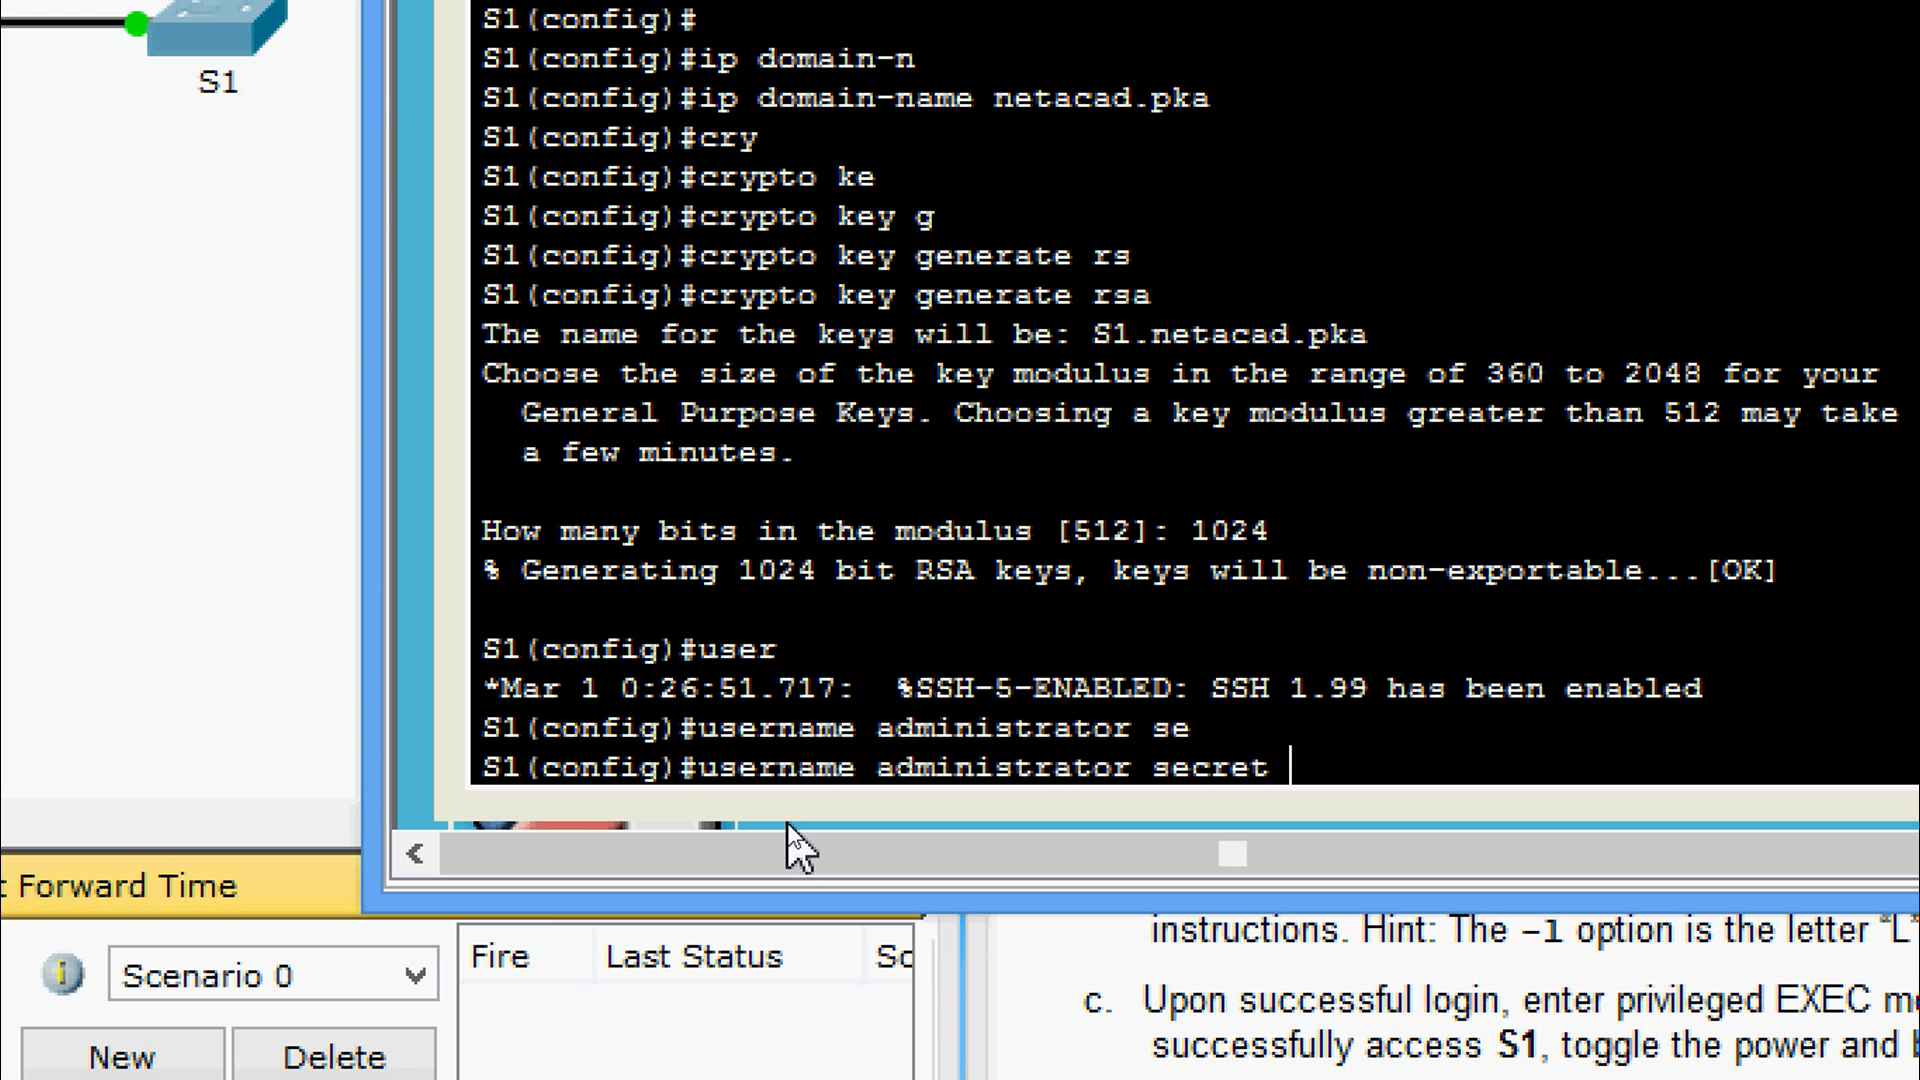 S1(config)#
S1(config)#ip domain-n
S1(config)#ip domain-name netacad.pka
S1(config)#cry
S1(config)#crypto ke
S1(config)#crypto key g
S1(config)#crypto key generate rs
S1(config)#crypto key generate rsa
The name for the keys will be: S1.netacad.pka
Choose the size of the key modulus in the range of 360 to 2048 for your
General Purpose Keys. Choosing a key modulus greater than 512 may take
a few minutes.
How many bits in the modulus [512]: 1024
% Generating 1024 bit RSA keys, keys will be non-exportable...[OK]
S1(config)#user
*Mar 1 0:26:51.717: %SSH-5-ENABLED: SSH 1.99 has been enabled
S1(config)#username administrator se
S1(config)#username administrator secret
S1
Forward Time
Scenario 0
New Delete
Fire Last Status
instructions. Hint: The -l option is the letter "L"
c. Upon successful login, enter privileged EXEC
successfully access S1, toggle the power and